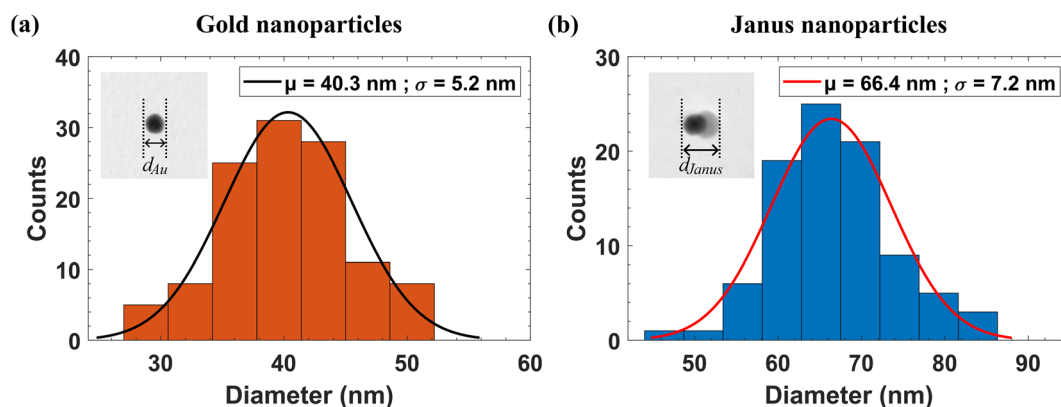 (a)
Gold nanoparticles
40
30
20
10
0
Counts
μ = 40.3 nm ; σ = 5.2 nm
d_Au
30
40
50
60
Diameter (nm)
(b)
Janus nanoparticles
30
20
10
0
Counts
μ = 66.4 nm ; σ = 7.2 nm
d_Janus
50
60
70
80
90
Diameter (nm)